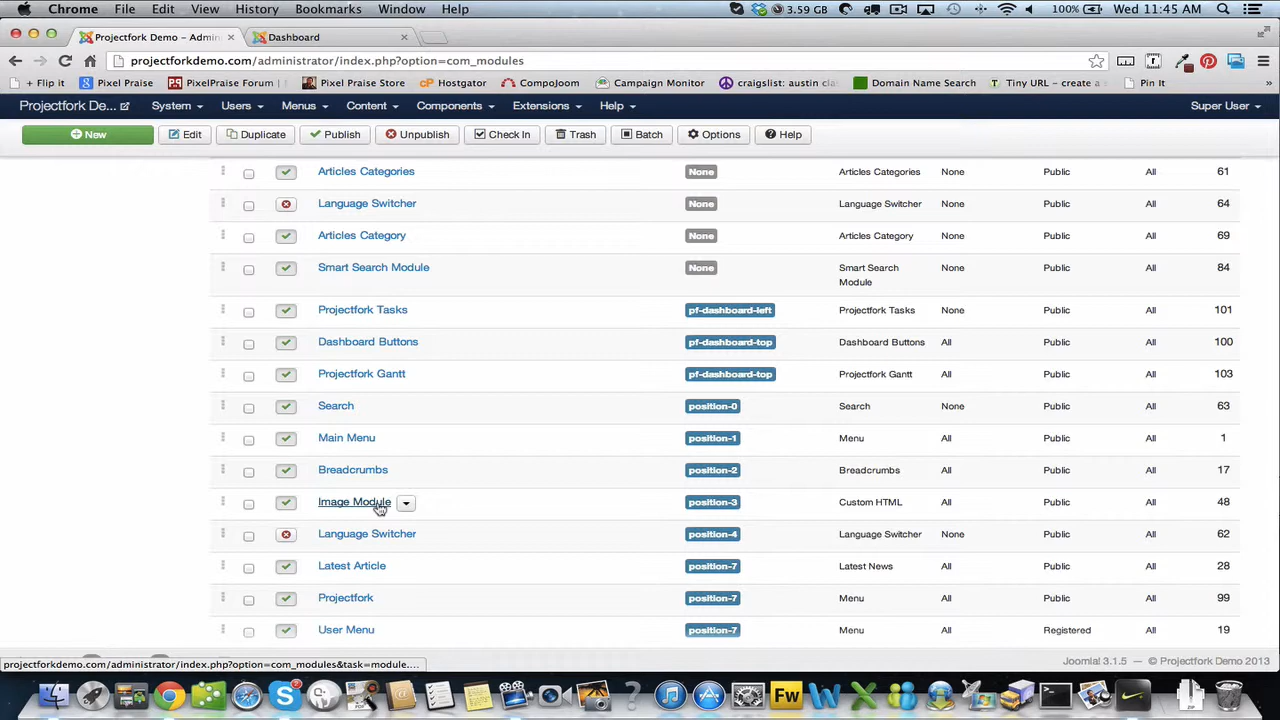 Chrome File Edit View History Bookmarks Window Help 3.59 GB 100% Wed 11:45 AM
Projectfork Demo – Admin Dashboard
projectforkdemo.com/administrator/index.php?option=com_modules
+ Flip it Pixel Praise PixelPraise Forum Pixel Praise Store Hostgator CompoJoom Campaign Monitor craigslist: austin clas Domain Name Search Tiny URL - create a s Pin It »
Projectfork De... System Users Menus Content Components Extensions Help Super User
New Edit Duplicate Publish Unpublish Check In Trash Batch Options Help
Articles Categories None Articles Categories None Public All 61
Language Switcher None Language Switcher None Public All 64
Articles Category None Articles Category None Public All 69
Smart Search Module None Smart Search Module None Public All 84
Projectfork Tasks pf-dashboard-left Projectfork Tasks None Public All 101
Dashboard Buttons pf-dashboard-top Dashboard Buttons All Public All 100
Projectfork Gantt pf-dashboard-top Projectfork Gantt All Public All 103
Search position-0 Search None Public All 63
Main Menu position-1 Menu All Public All 1
Breadcrumbs position-2 Breadcrumbs All Public All 17
Image Module position-3 Custom HTML All Public All 48
Language Switcher position-4 Language Switcher None Public All 62
Latest Article position-7 Latest News All Public All 28
Projectfork position-7 Menu All Public All 99
User Menu position-7 Menu All Registered All 19
projectforkdemo.com/administrator/index.php?option=com_modules&task=module.... Joomla! 3.1.5 — © Projectfork Demo 2013
Fw